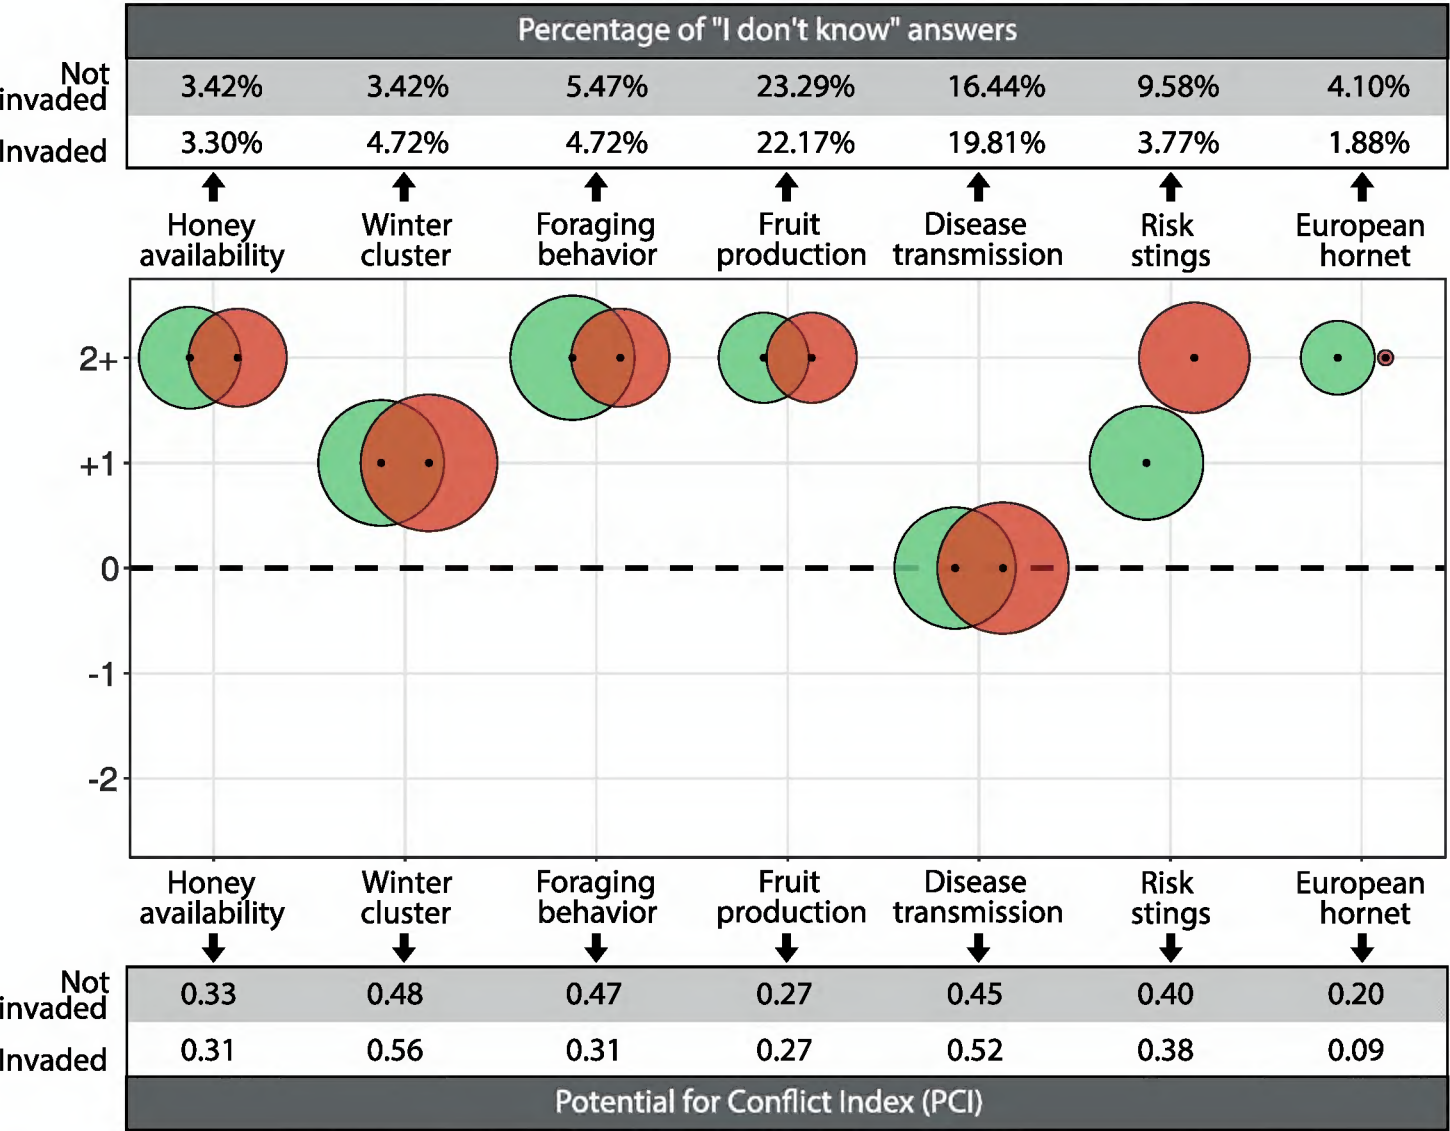 Percentage of "I don't know" answers
Not
invaded
3.42% 3.42% 5.47% 23.29% 16.44% 9.58% 4.10%
Invaded 3.30% 4.72% 4.72% 22.17% 19.81% 3.77% 1.88%
Honey Winter Foraging Fruit Disease Risk European
availability cluster behavior production transmission stings hornet
2+
+1
0
-1
-2
Honey Winter Foraging Fruit Disease Risk European
availability cluster behavior production transmission stings hornet
Not
invaded
0.33 0.48 0.47 0.27 0.45 0.40 0.20
Invaded 0.31 0.56 0.31 0.27 0.52 0.38 0.09
Potential for Conflict Index (PCI)